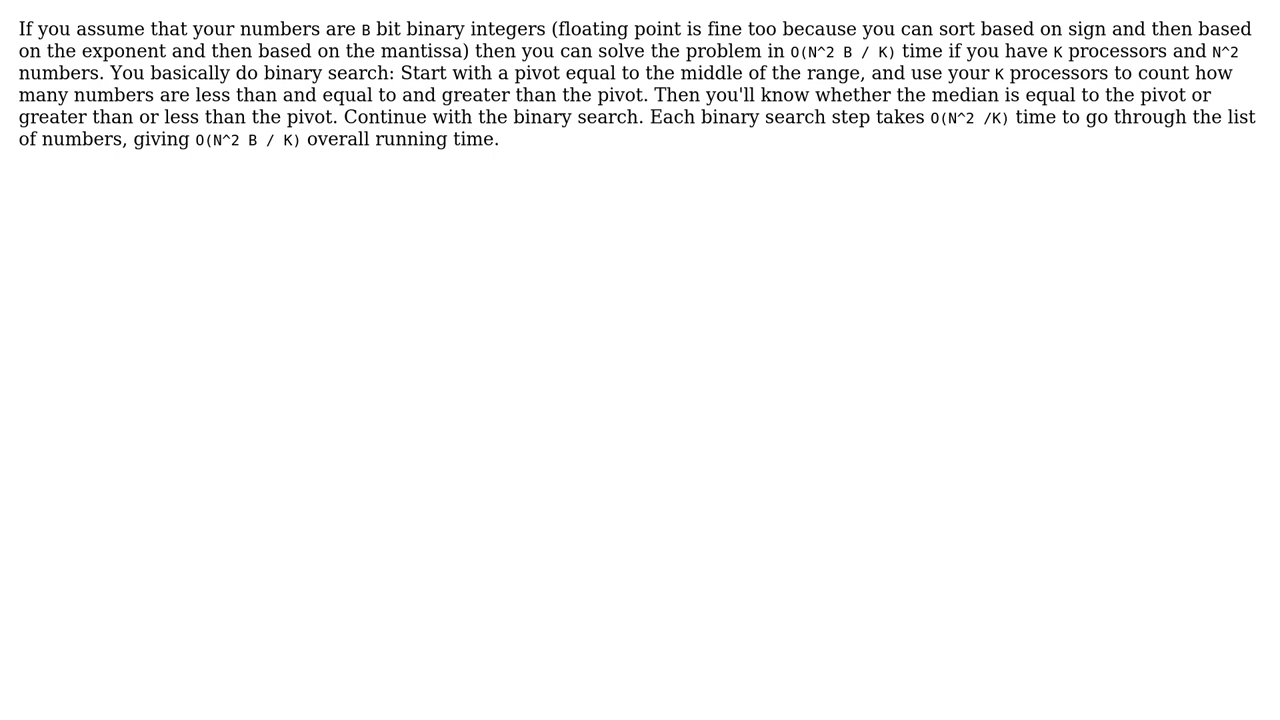 If you assume that your numbers are B bit binary integers (floating point is fine too because you can sort based on sign and then based
on the exponent and then based on the mantissa) then you can solve the problem in O(N^2 B / K) time if you have K processors and N^2
numbers. You basically do binary search: Start with a pivot equal to the middle of the range, and use your K processors to count how
many numbers are less than and equal to and greater than the pivot. Then you'll know whether the median is equal to the pivot or
greater than or less than the pivot. Continue with the binary search. Each binary search step takes O(N^2 /K) time to go through the list
of numbers, giving O(N^2 B / K) overall running time.